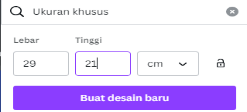 Ukuran khusus
Lebar Tinggi
29 21 cm
Buat desain baru